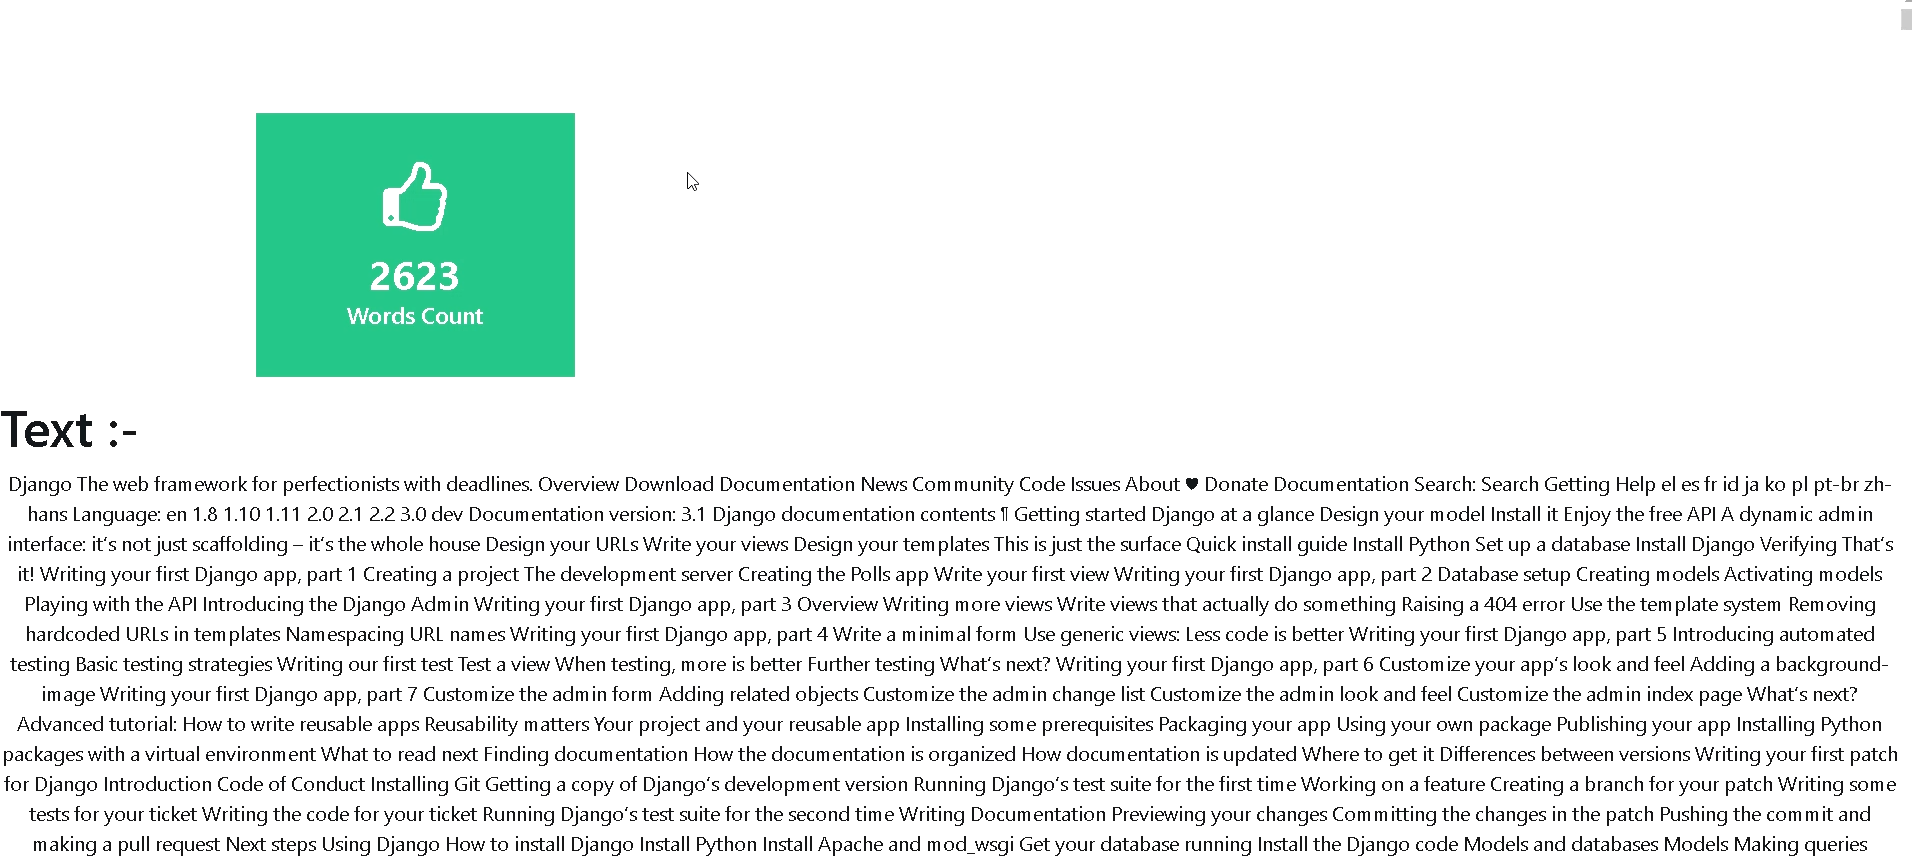 2623
Words Count
Text :-
Django The web framework for perfectionists with deadlines. Overview Download Documentation News Community Code Issues About ♥ Donate Documentation Search: Search Getting Help el es fr id ja ko pl pt-br zh-
hans Language: en 1.8 1.10 1.11 2.0 2.1 2.2 3.0 dev Documentation version: 3.1 Django documentation contents ¶ Getting started Django at a glance Design your model Install it Enjoy the free API A dynamic admin
interface: it’s not just scaffolding – it’s the whole house Design your URLs Write your views Design your templates This is just the surface Quick install guide Install Python Set up a database Install Django Verifying That’s
it! Writing your first Django app, part 1 Creating a project The development server Creating the Polls app Write your first view Writing your first Django app, part 2 Database setup Creating models Activating models
Playing with the API Introducing the Django Admin Writing your first Django app, part 3 Overview Writing more views Write views that actually do something Raising a 404 error Use the template system Removing
hardcoded URLs in templates Namespacing URL names Writing your first Django app, part 4 Write a minimal form Use generic views: Less code is better Writing your first Django app, part 5 Introducing automated
testing Basic testing strategies Writing our first test Test a view When testing, more is better Further testing What’s next? Writing your first Django app, part 6 Customize your app’s look and feel Adding a background-
image Writing your first Django app, part 7 Customize the admin form Adding related objects Customize the admin change list Customize the admin look and feel Customize the admin index page What’s next?
Advanced tutorial: How to write reusable apps Reusability matters Your project and your reusable app Installing some prerequisites Packaging your app Using your own package Publishing your app Installing Python
packages with a virtual environment What to read next Finding documentation How the documentation is organized How documentation is updated Where to get it Differences between versions Writing your first patch
for Django Introduction Code of Conduct Installing Git Getting a copy of Django’s development version Running Django’s test suite for the first time Working on a feature Creating a branch for your patch Writing some
tests for your ticket Writing the code for your ticket Running Django’s test suite for the second time Writing Documentation Previewing your changes Committing the changes in the patch Pushing the commit and
making a pull request Next steps Using Django How to install Django Install Python Install Apache and mod_wsgi Get your database running Install the Django code Models and databases Models Making queries